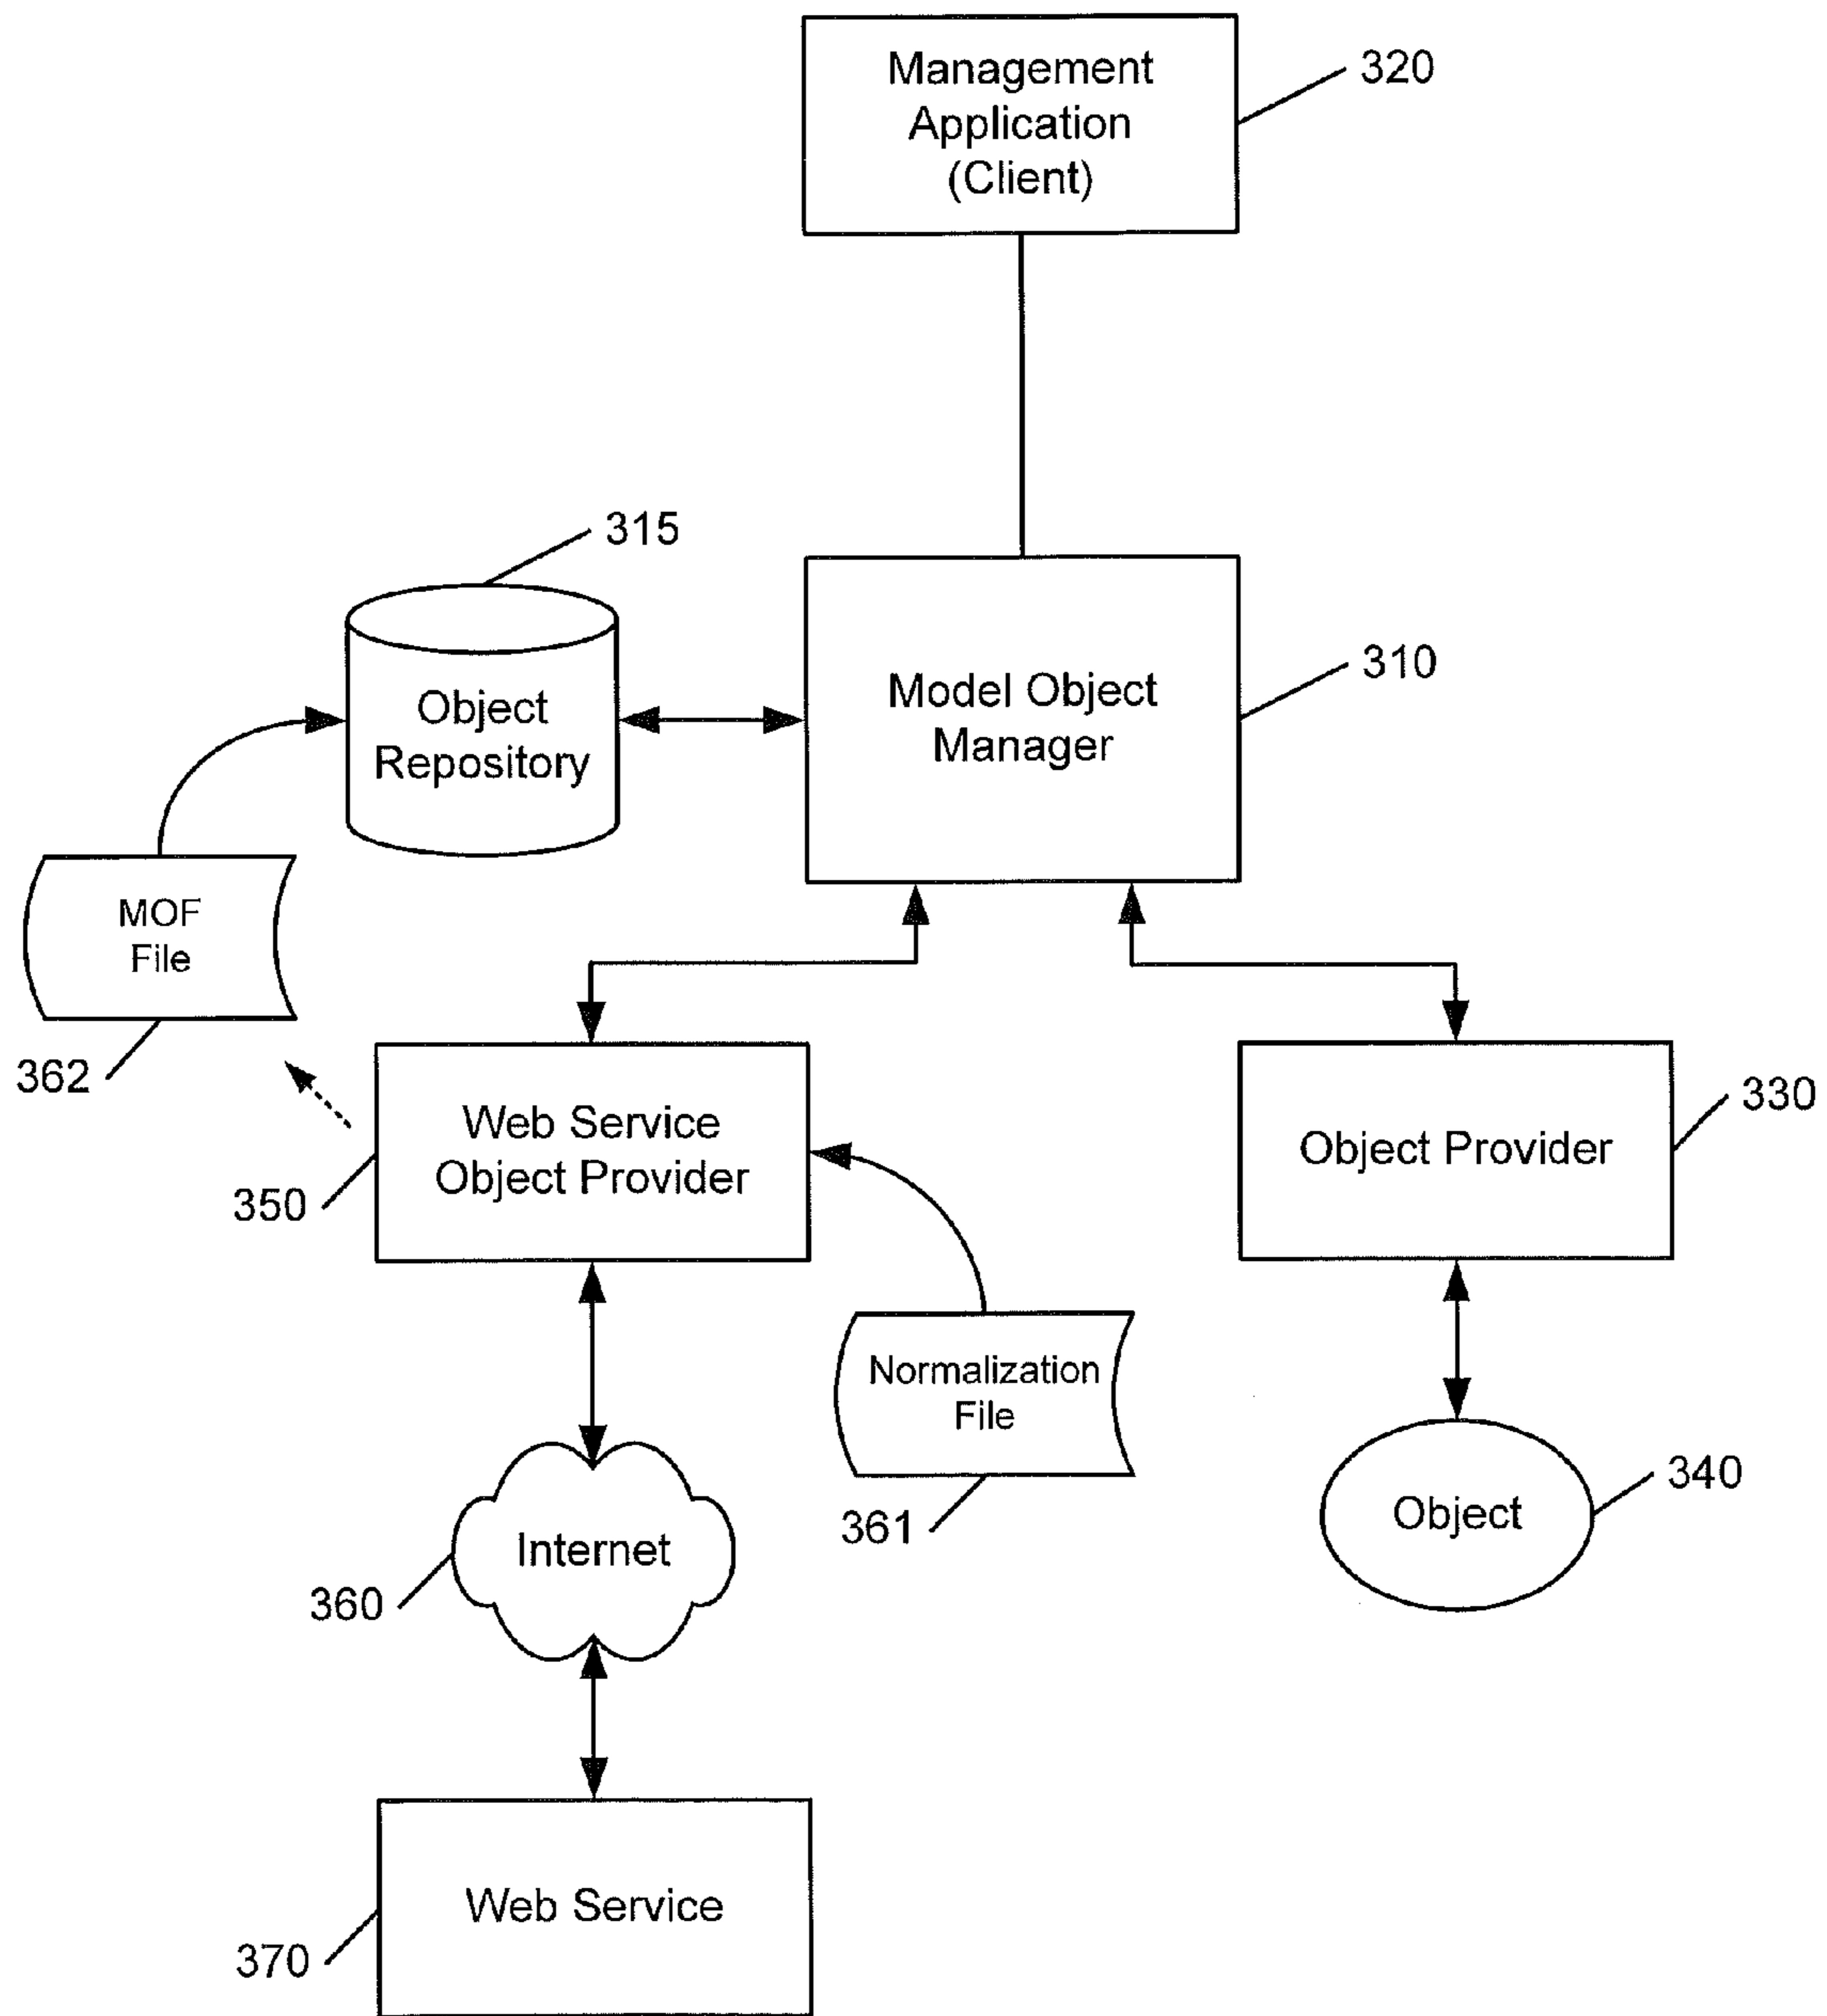 Management
Application
(Client)
320
315
Object
Repository
Model Object
Manager
310
MOF
File
362
Web Service
Object Provider
350
Object Provider
330
Normalization
File
361
Object
340
Internet
360
Web Service
370